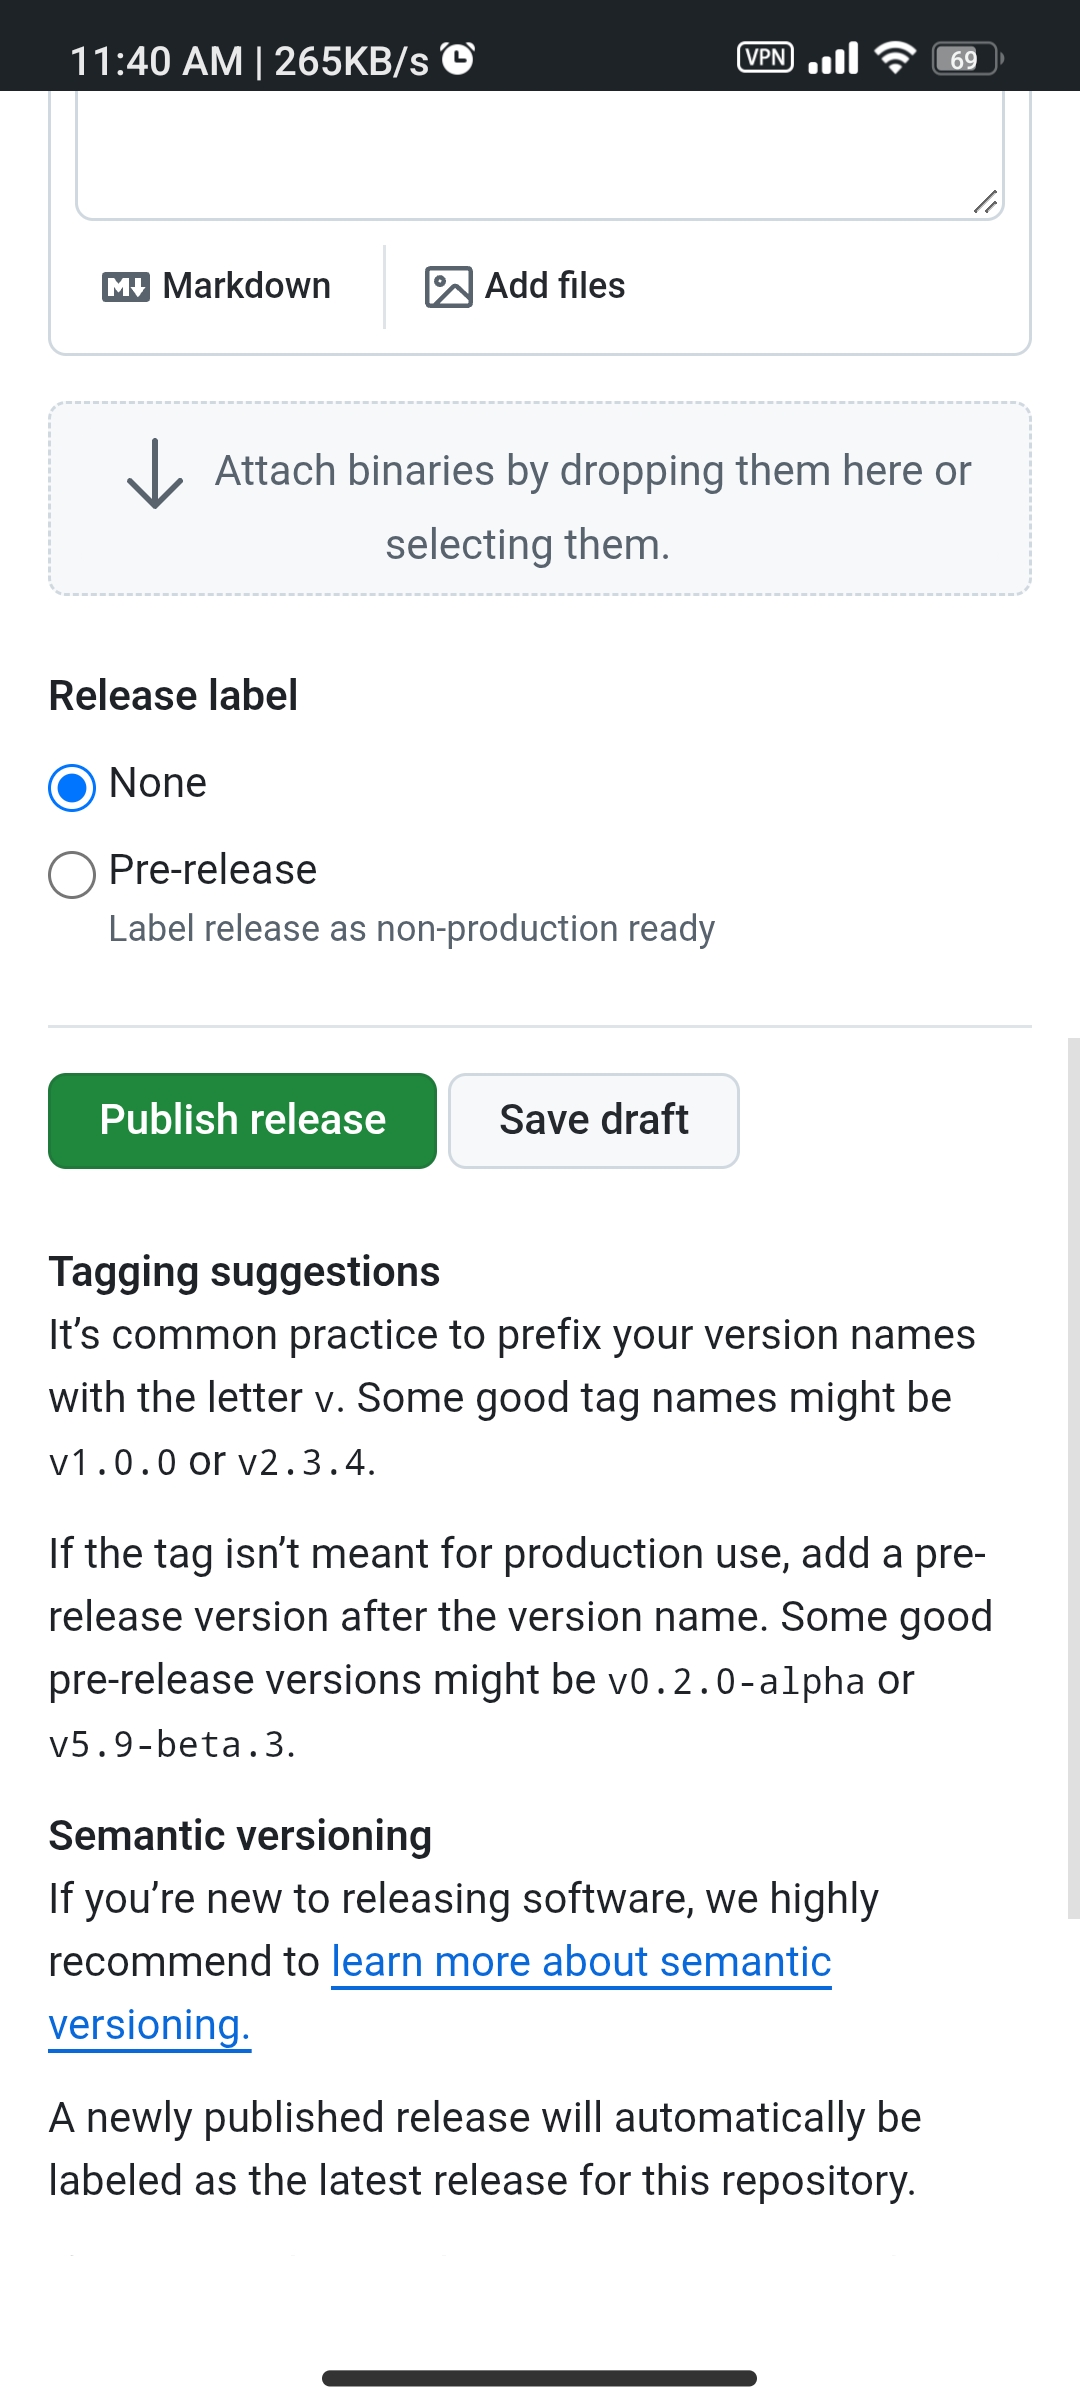 11:40 AM | 265KB/s VPN 69
Markdown Add files
Attach binaries by dropping them here or
selecting them.
Release label
None
Pre-release
Label release as non-production ready
Publish release Save draft
Tagging suggestions
It’s common practice to prefix your version names
with the letter v. Some good tag names might be
v1.0.0 or v2.3.4.
If the tag isn’t meant for production use, add a pre-
release version after the version name. Some good
pre-release versions might be v0.2.0-alpha or
v5.9-beta.3.
Semantic versioning
If you’re new to releasing software, we highly
recommend to learn more about semantic
versioning.
A newly published release will automatically be
labeled as the latest release for this repository.